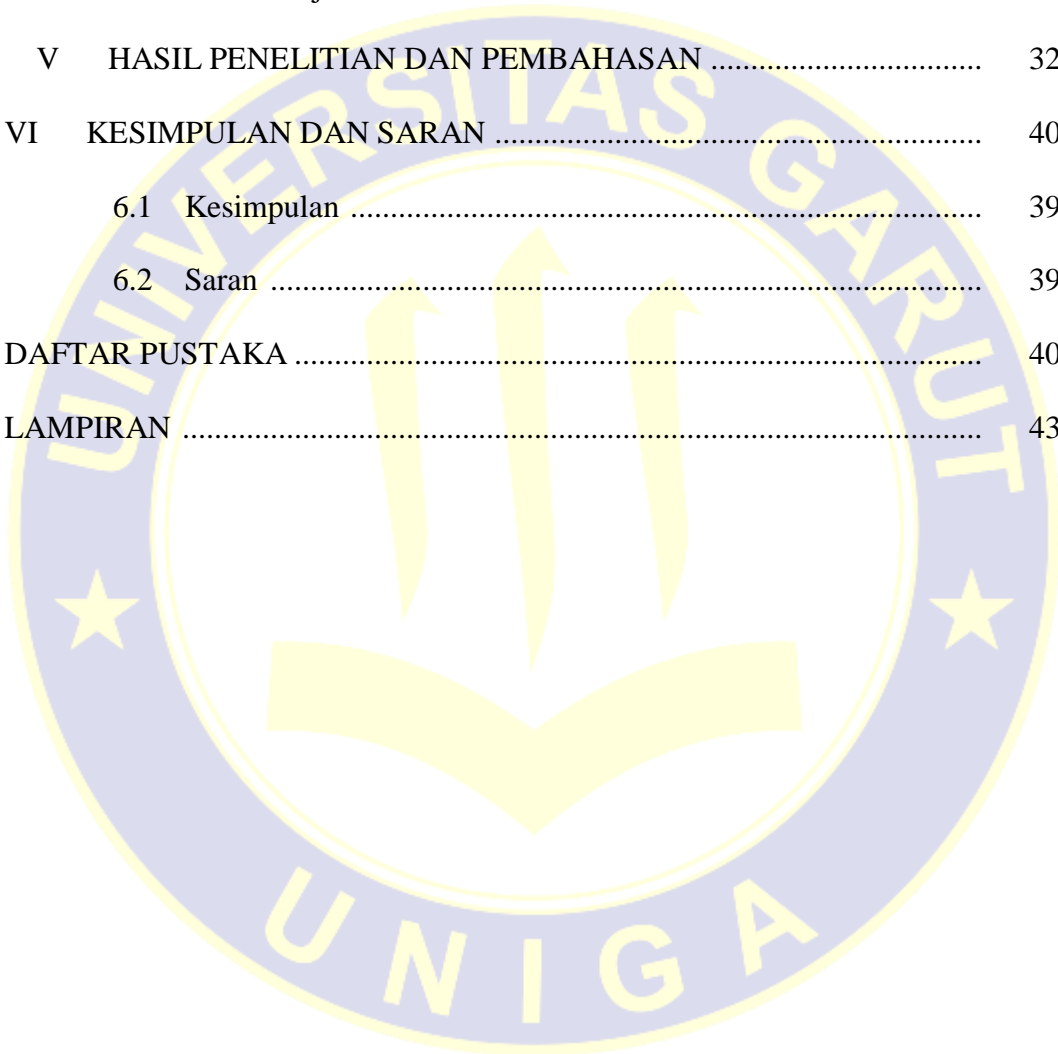 V HASIL PENELITIAN DAN PEMBAHASAN ................................. 32
VI KESIMPULAN DAN SARAN ........................................................... 40
6.1 Kesimpulan ............................................................................. 39
6.2 Saran ...................................................................................... 39
DAFTAR PUSTAKA ................................................................................... 40
LAMPIRAN ................................................................................................. 43
UNIVERSITAS GARUT
UNIGA